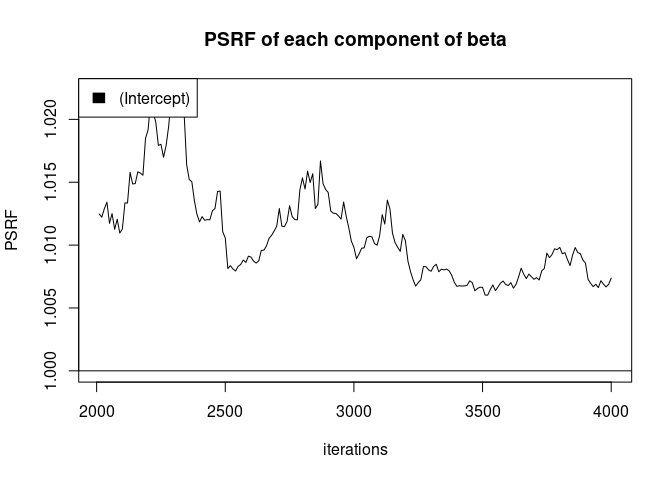 PSRF of each component of beta
(Intercept)
PSRF
1.020
1.015
1.010
1.005
1.000
2000 2500 3000 3500 4000
iterations